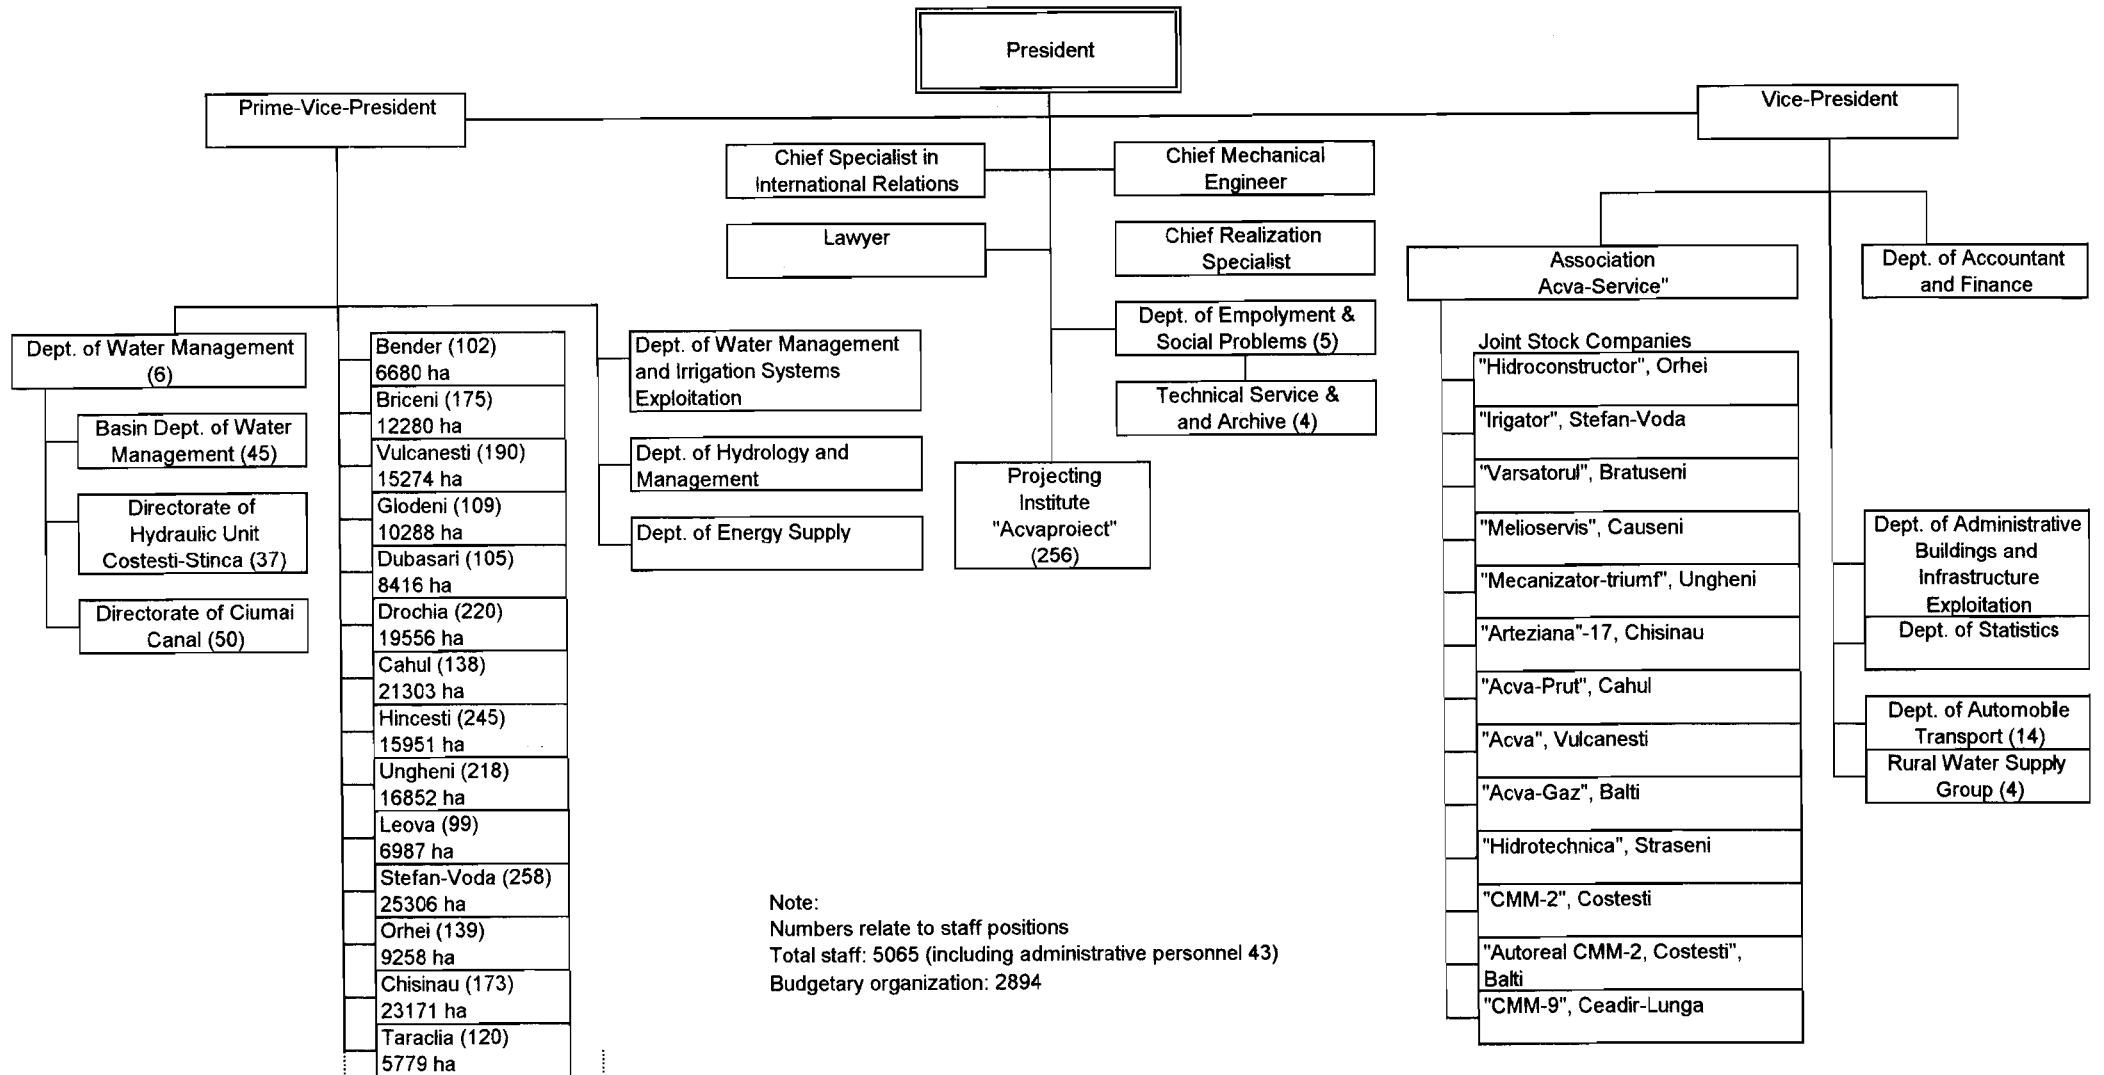 President
Prime-Vice-President
Vice-President
Chief Specialist in
International Relations
Chief Mechanical
Engineer
Lawyer
Chief Realization
Specialist
Dept. of Empolyment &
Social Problems (5)
Technical Service &
and Archive (4)
Projecting
Institute
"Acvaproiect"
(256)
Dept. of Water Management
(6)
Basin Dept. of Water
Management (45)
Directorate of
Hydraulic Unit
Costesti-Stinca (37)
Directorate of Ciumai
Canal (50)
Bender (102)
6680 ha
Briceni (175)
12280 ha
Vulcanesti (190)
15274 ha
Glodeni (109)
10288 ha
Dubasari (105)
8416 ha
Drochia (220)
19556 ha
Cahul (138)
21303 ha
Hincesti (245)
15951 ha
Ungheni (218)
16852 ha
Leova (99)
6987 ha
Stefan-Voda (258)
25306 ha
Orhei (139)
9258 ha
Chisinau (173)
23171 ha
Taraclia (120)
5779 ha
Dept. of Water Management
and Irrigation Systems
Exploitation
Dept. of Hydrology and
Management
Dept. of Energy Supply
Association
Acva-Service"
Joint Stock Companies
"Hidroconstructor", Orhei
"Irigator", Stefan-Voda
"Varsatorul", Bratuseni
"Melioservis", Causeni
"Mecanizator-triumf", Ungheni
"Arteziana"-17, Chisinau
"Acva-Prut", Cahul
"Acva", Vulcanesti
"Acva-Gaz", Balti
"Hidrotechnica", Straseni
"CMM-2", Costesti
"Autoreal CMM-2, Costesti",
Balti
"CMM-9", Ceadir-Lunga
Dept. of Accountant
and Finance
Dept. of Administrative
Buildings and
Infrastructure
Exploitation
Dept. of Statistics
Dept. of Automobile
Transport (14)
Rural Water Supply
Group (4)
Note:
Numbers relate to staff positions
Total staff: 5065 (including administrative personnel 43)
Budgetary organization: 2894